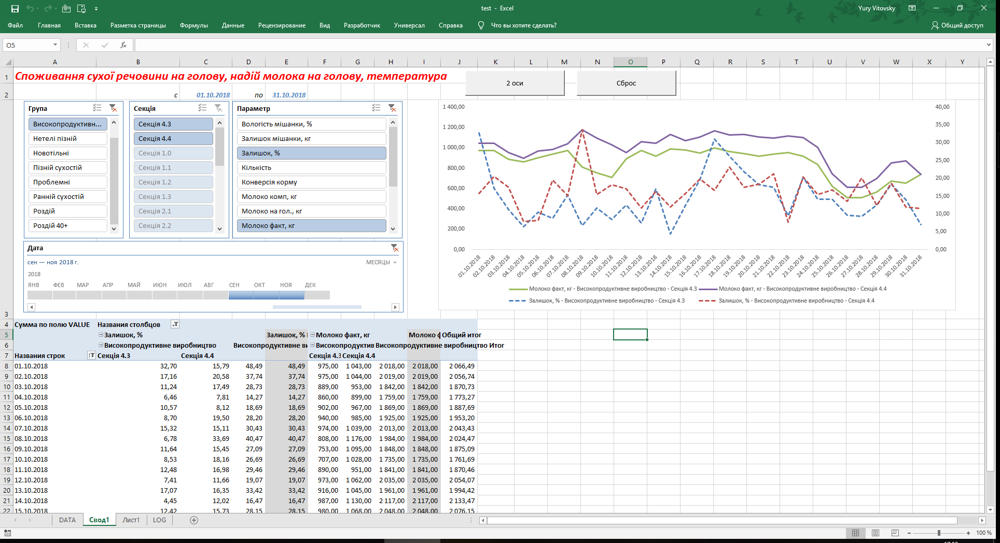 test - Excel
Yury Vitovsky
Файл Главная Вставка Разметка страницы Формулы Данные Рецензирование Вид Разработчик Универсал Справка Что вы хотите сделать? Общий доступ
O5 fx
A B C D E F G H I J K L M N O P Q R S T U V W X Y
1 Споживання сухої речовини на голову, надій молока на голову, температура
2 оси Сброс
2 с 01.10.2018 по 31.10.2018
Група
Високопродуктивн...
Нетелі пізній
Новотільні
Пізній сухостій
Проблемні
Ранній сухостій
Роздій
Роздій 40+
Секція
Секція 4.3
Секція 4.4
Секція 1.0
Секція 1.1
Секція 1.2
Секція 1.3
Секція 2.1
Секція 2.2
Параметр
Вологість мішанки, %
Залишок мішанки, кг
Залишок, %
Кількість
Конверсія корму
Молоко комп, кг
Молоко на гол., кг
Молоко факт, кг
Дата
сен — ноя 2018 г. МЕСЯЦЫ
2018
ЯНВ ФЕВ МАР АПР МАЙ ИЮН ИЮЛ АВГ СЕН ОКТ НОЯ ДЕК
3
1 400,00 40,00
1 200,00 35,00
1 000,00 30,00
800,00 25,00
600,00 20,00
400,00 15,00
200,00 10,00
0,00 5,00
0,00
01.10.2018 02.10.2018 03.10.2018 04.10.2018 05.10.2018 06.10.2018 07.10.2018 08.10.2018 09.10.2018 10.10.2018 11.10.2018 12.10.2018 13.10.2018 14.10.2018 15.10.2018 16.10.2018 17.10.2018 18.10.2018 19.10.2018 20.10.2018 21.10.2018 22.10.2018 23.10.2018 24.10.2018 25.10.2018 26.10.2018 27.10.2018 28.10.2018 29.10.2018 30.10.2018 31.10.2018
Молоко факт, кг - Високопродуктивне виробництво - Секція 4.3 Молоко факт, кг - Високопродуктивне виробництво - Секція 4.4
Залишок, % - Високопродуктивне виробництво - Секція 4.3 Залишок, % - Високопродуктивне виробництво - Секція 4.4
4 Сумма по полю VALUE Названия столбцов
5 Залишок, % Залишок, % Молоко факт, кг Молоко ф Общий итог
6 Високопродуктивне виробництво Високопродуктивне ви Високопродуктив Високопродуктивне виробництво Итог
7 Названия строк Секція 4.3 Секція 4.4 Секція 4.3 Секція 4.4
8 01.10.2018 32,70 15,79 48,49 48,49 975,00 1 043,00 2 018,00 2 018,00 2 066,49
9 02.10.2018 17,16 20,58 37,74 37,74 975,00 1 044,00 2 019,00 2 019,00 2 056,74
10 03.10.2018 11,24 17,49 28,73 28,73 889,00 953,00 1 842,00 1 842,00 1 870,73
11 04.10.2018 6,46 7,81 14,27 14,27 860,00 899,00 1 759,00 1 759,00 1 773,27
12 05.10.2018 10,57 8,12 18,69 18,69 902,00 967,00 1 869,00 1 869,00 1 887,69
13 06.10.2018 8,70 19,50 28,20 28,20 940,00 985,00 1 925,00 1 925,00 1 953,20
14 07.10.2018 15,32 15,11 30,43 30,43 974,00 1 039,00 2 013,00 2 013,00 2 043,43
15 08.10.2018 6,78 33,69 40,47 40,47 808,00 1 176,00 1 984,00 1 984,00 2 024,47
16 09.10.2018 11,64 15,45 27,09 27,09 753,00 1 095,00 1 848,00 1 848,00 1 875,09
17 10.10.2018 8,53 18,16 26,69 26,69 707,00 1 028,00 1 735,00 1 735,00 1 761,69
18 11.10.2018 12,48 16,98 29,46 29,46 890,00 951,00 1 841,00 1 841,00 1 870,46
19 12.10.2018 7,41 11,66 19,07 19,07 973,00 1 062,00 2 035,00 2 035,00 2 054,07
20 13.10.2018 17,07 16,35 33,42 33,42 916,00 1 045,00 1 961,00 1 961,00 1 994,42
21 14.10.2018 4,45 12,02 16,47 16,47 987,00 1 130,00 2 117,00 2 117,00 2 133,47
22 15.10.2018 12,42 15,73 28,15 28,15 980,00 1 068,00 2 048,00 2 048,00 2 076,15
DATA Свод1 Лист1 LOG
100 %